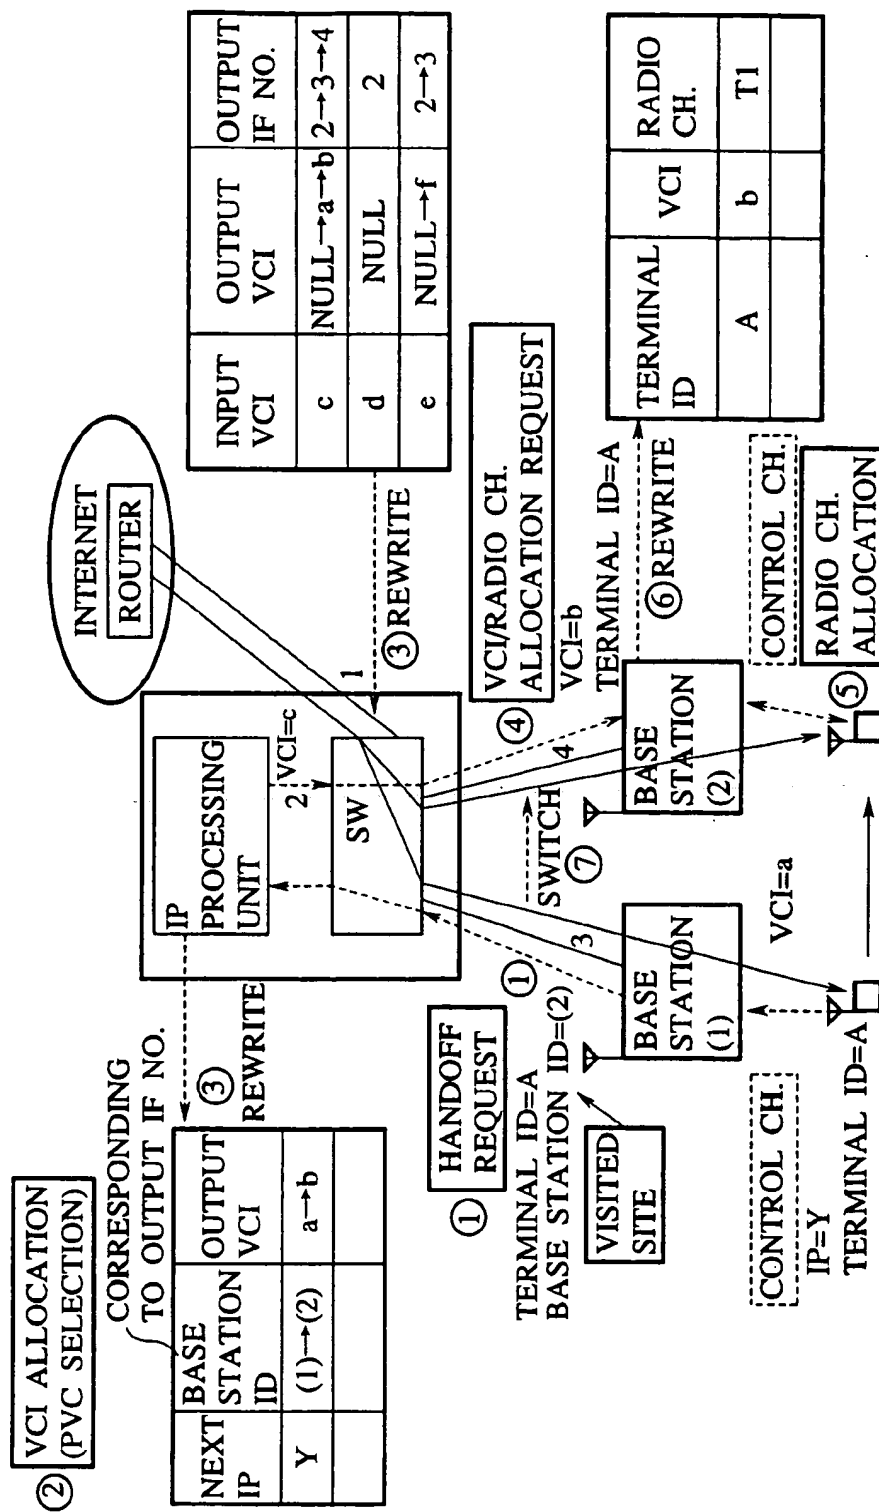 ② VCI ALLOCATION
(PVC SELECTION)
CORRESPONDING
TO OUTPUT IF NO.
NEXT
IP
BASE
STATION
ID
OUTPUT
VCI
Y
(1)→(2)
a→b
③
REWRITE
INTERNET
ROUTER
IP
PROCESSING
UNIT
2
VCI=c
SW
1
③REWRITE
INPUT
VCI
OUTPUT
VCI
OUTPUT
IF NO.
c
NULL→a→b
2→3→4
d
NULL
2
e
NULL→f
2→3
① HANDOFF
REQUEST
TERMINAL ID=A
BASE STATION ID=(2)
VISITED
SITE
①
3
SWITCH
⑦
4
④ VCI/RADIO CH.
ALLOCATION REQUEST
VCI=b
TERMINAL ID=A
⑥REWRITE
TERMINAL
ID
VCI
RADIO
CH.
A
b
T1
BASE
STATION
(1)
BASE
STATION
(2)
CONTROL CH.
IP=Y
TERMINAL ID=A
VCI=a
CONTROL CH.
⑤ RADIO CH.
ALLOCATION